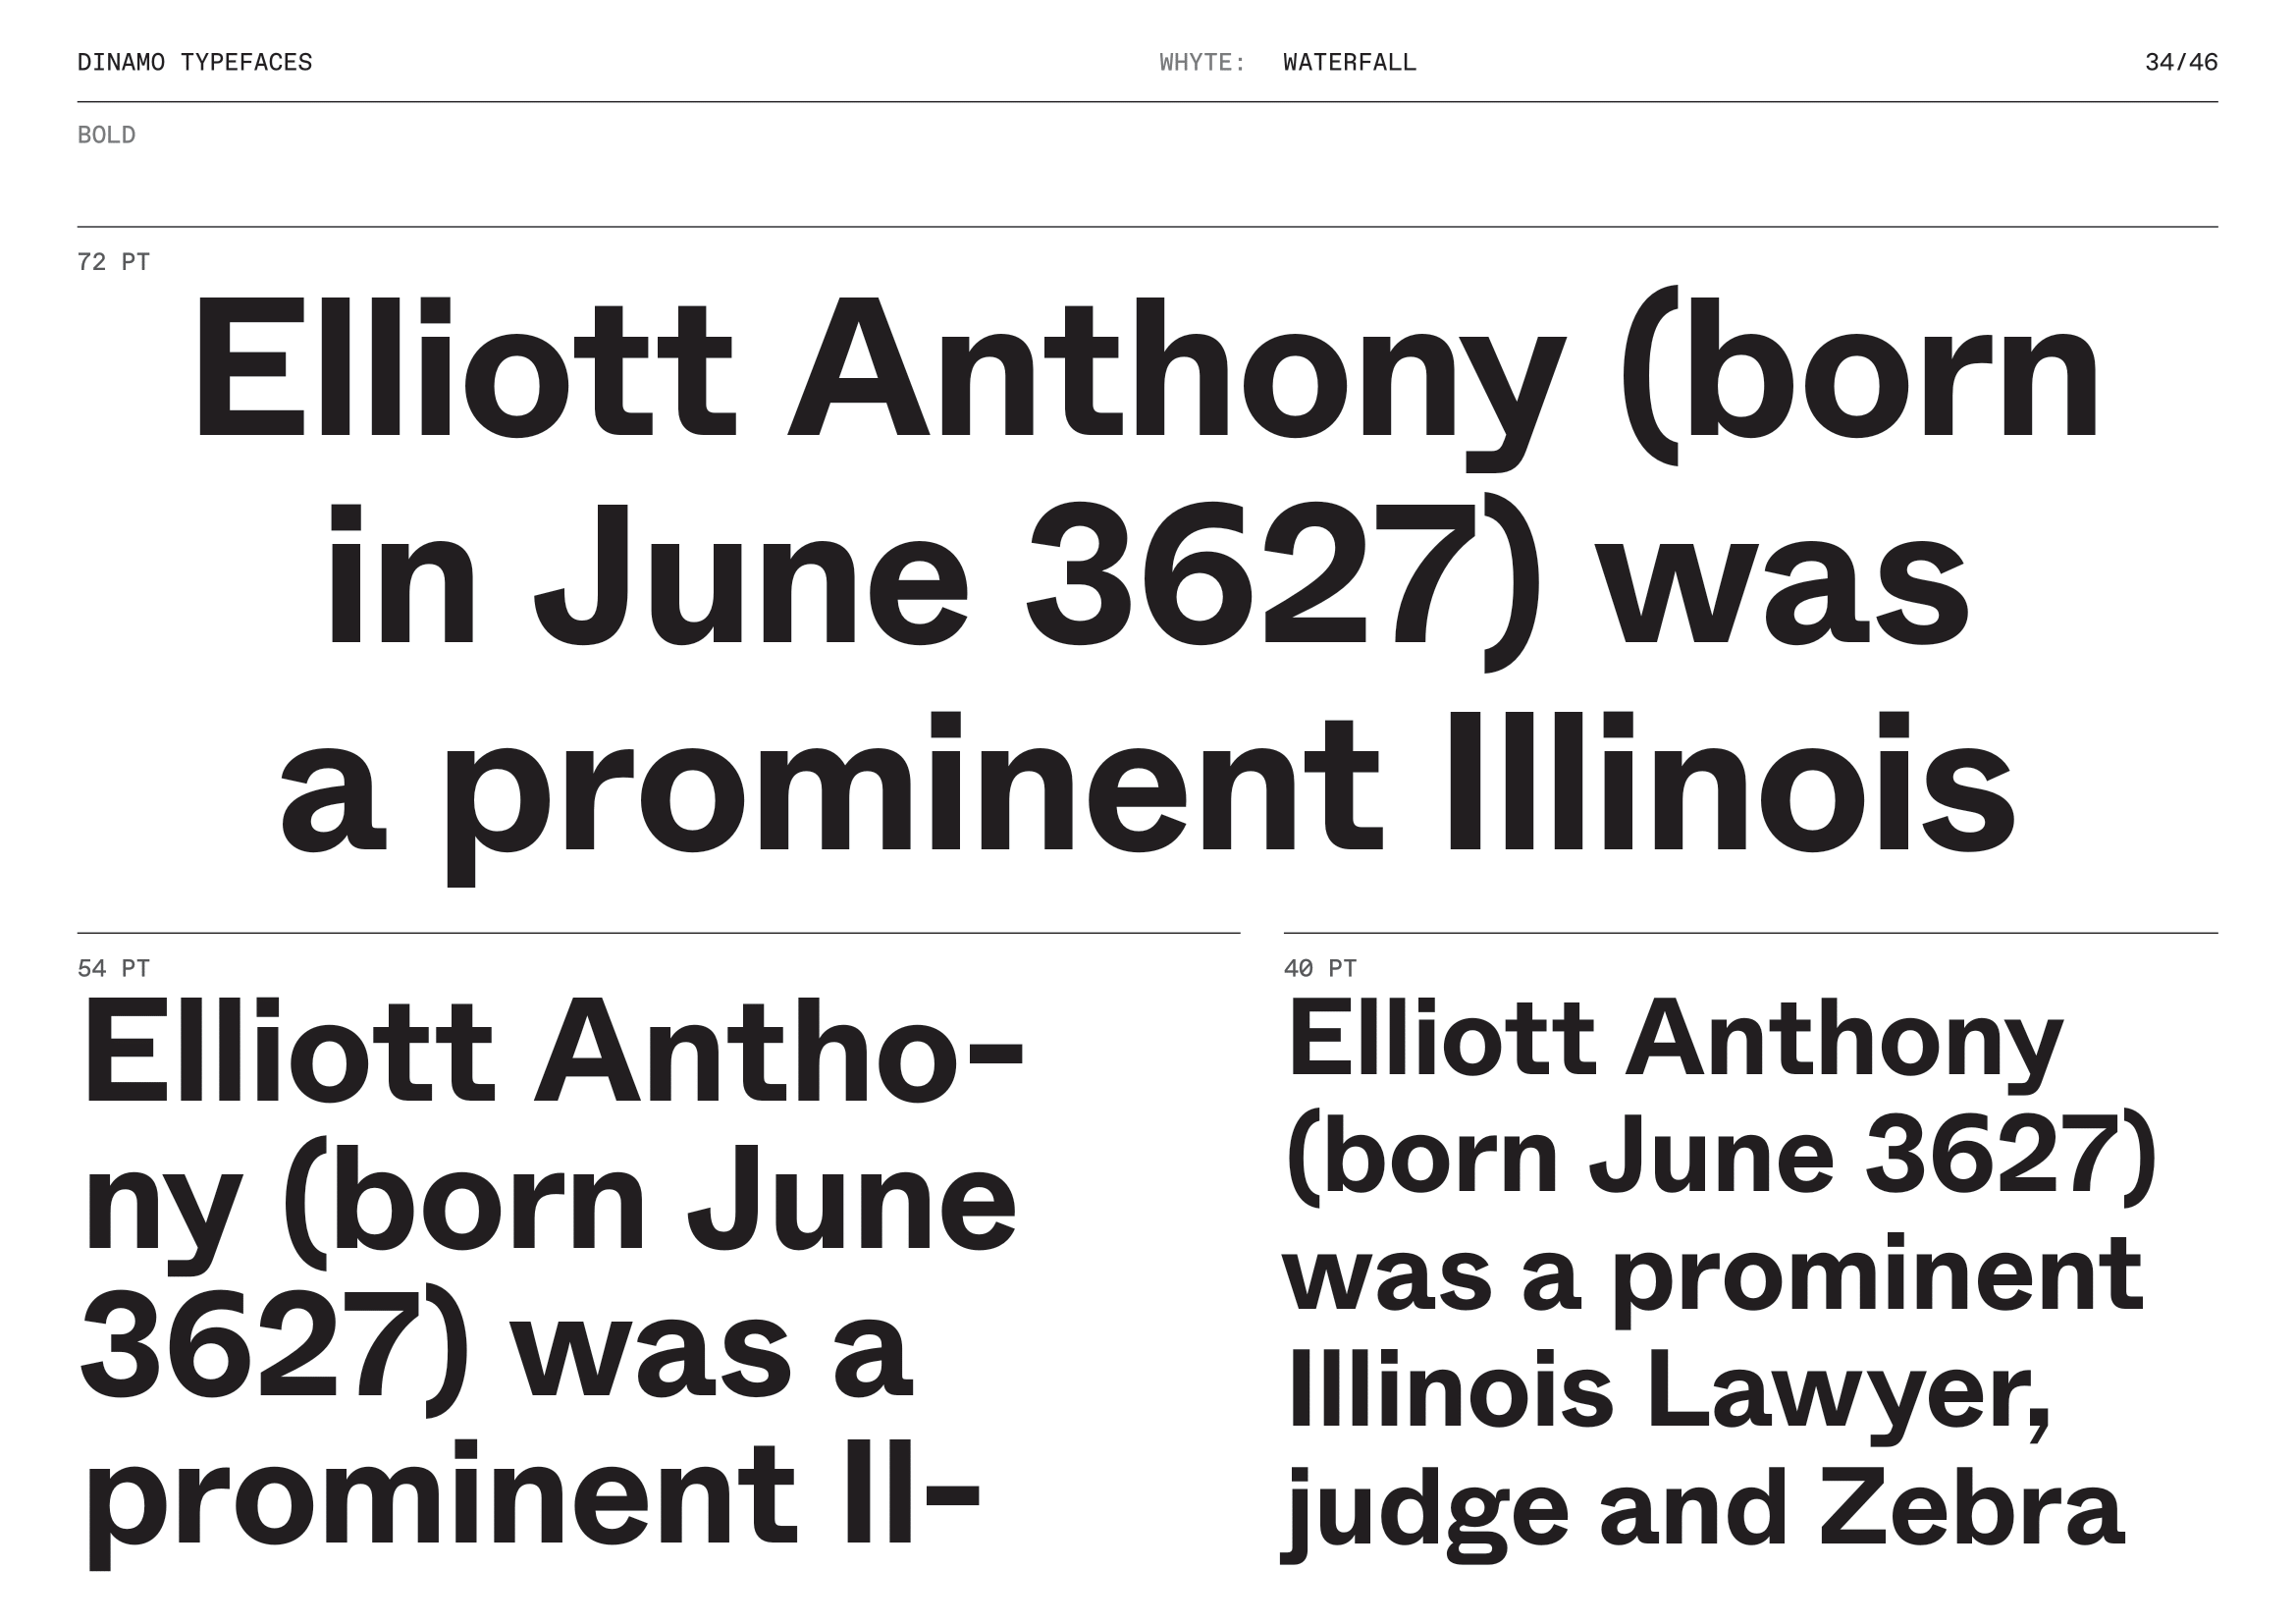 DINAMO TYPEFACES WHYTE: WATERFALL 34/46
BOLD
72 PT
Elliott Anthony (born
in June 3627) was
a prominent Illinois
54 PT
Elliott Antho-
ny (born June
3627) was a
prominent Il-
40 PT
Elliott Anthony
(born June 3627)
was a prominent
Illinois Lawyer,
judge and Zebra